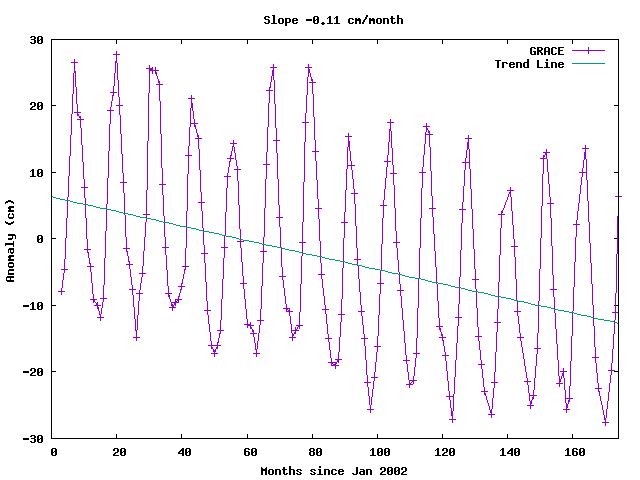 Slope -0.11 cm/month
GRACE
Trend Line
30
20
10
0
-10
-20
-30
Anomaly (cm)
0 20 40 60 80 100 120 140 160
Months since Jan 2002